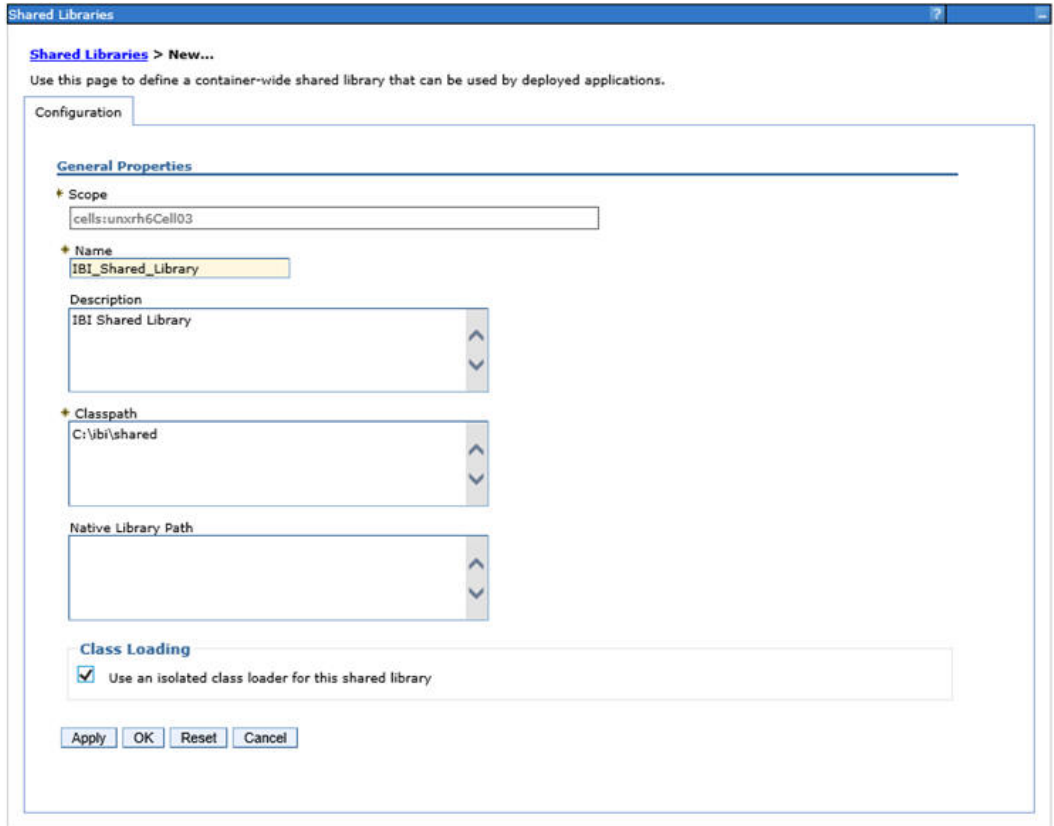 Shared Libraries
?
Shared Libraries > New...
Use this page to define a container-wide shared library that can be used by deployed applications.
Configuration
General Properties
Scope
cells:unxrh6Cell03
Name
IBI_Shared_Library
Description
IBI Shared Library
Classpath
C:\ibi\shared
Native Library Path
Class Loading
Use an isolated class loader for this shared library
Apply OK Reset Cancel